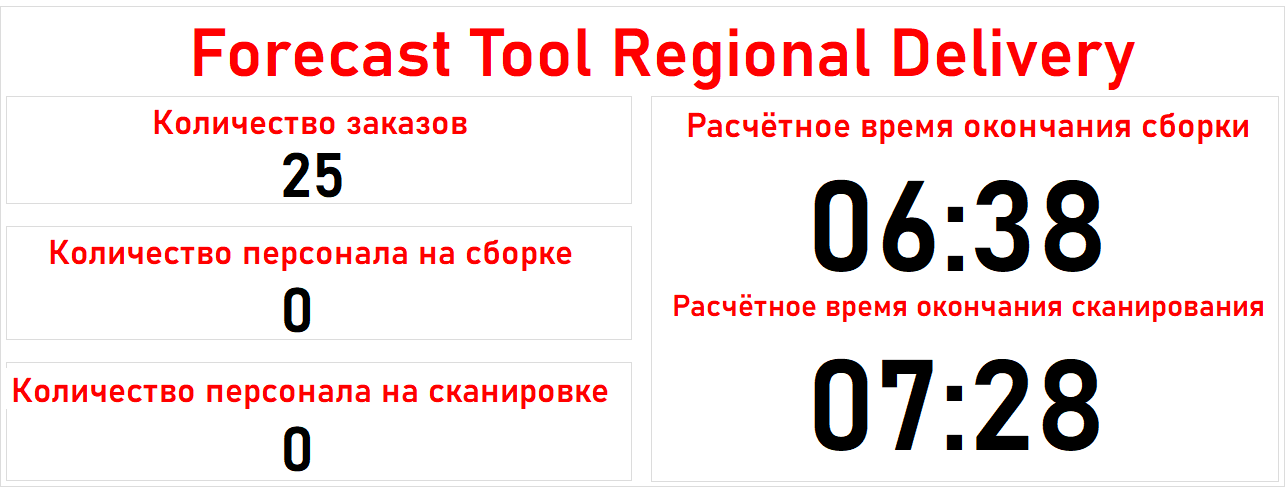 Forecast Tool Regional Delivery
Количество заказов
25
Количество персонала на сборке
0
Количество персонала на сканировке
0
Расчётное время окончания сборки
06:38
Расчётное время окончания сканирования
07:28